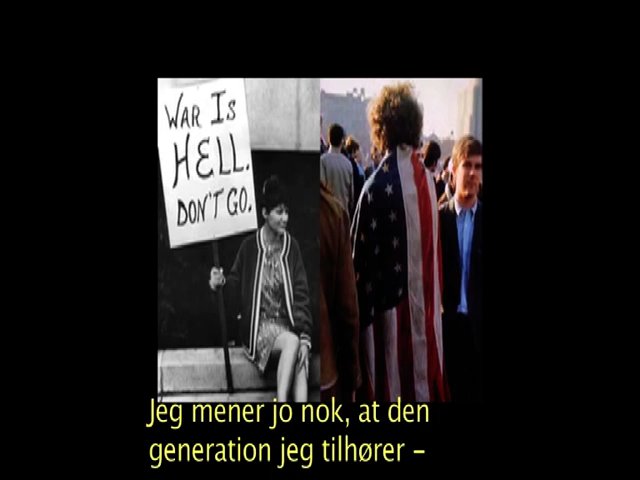 WAR IS
HELL.
DON'T GO.
Jeg mener jo nok, at den
generation jeg tilhører –